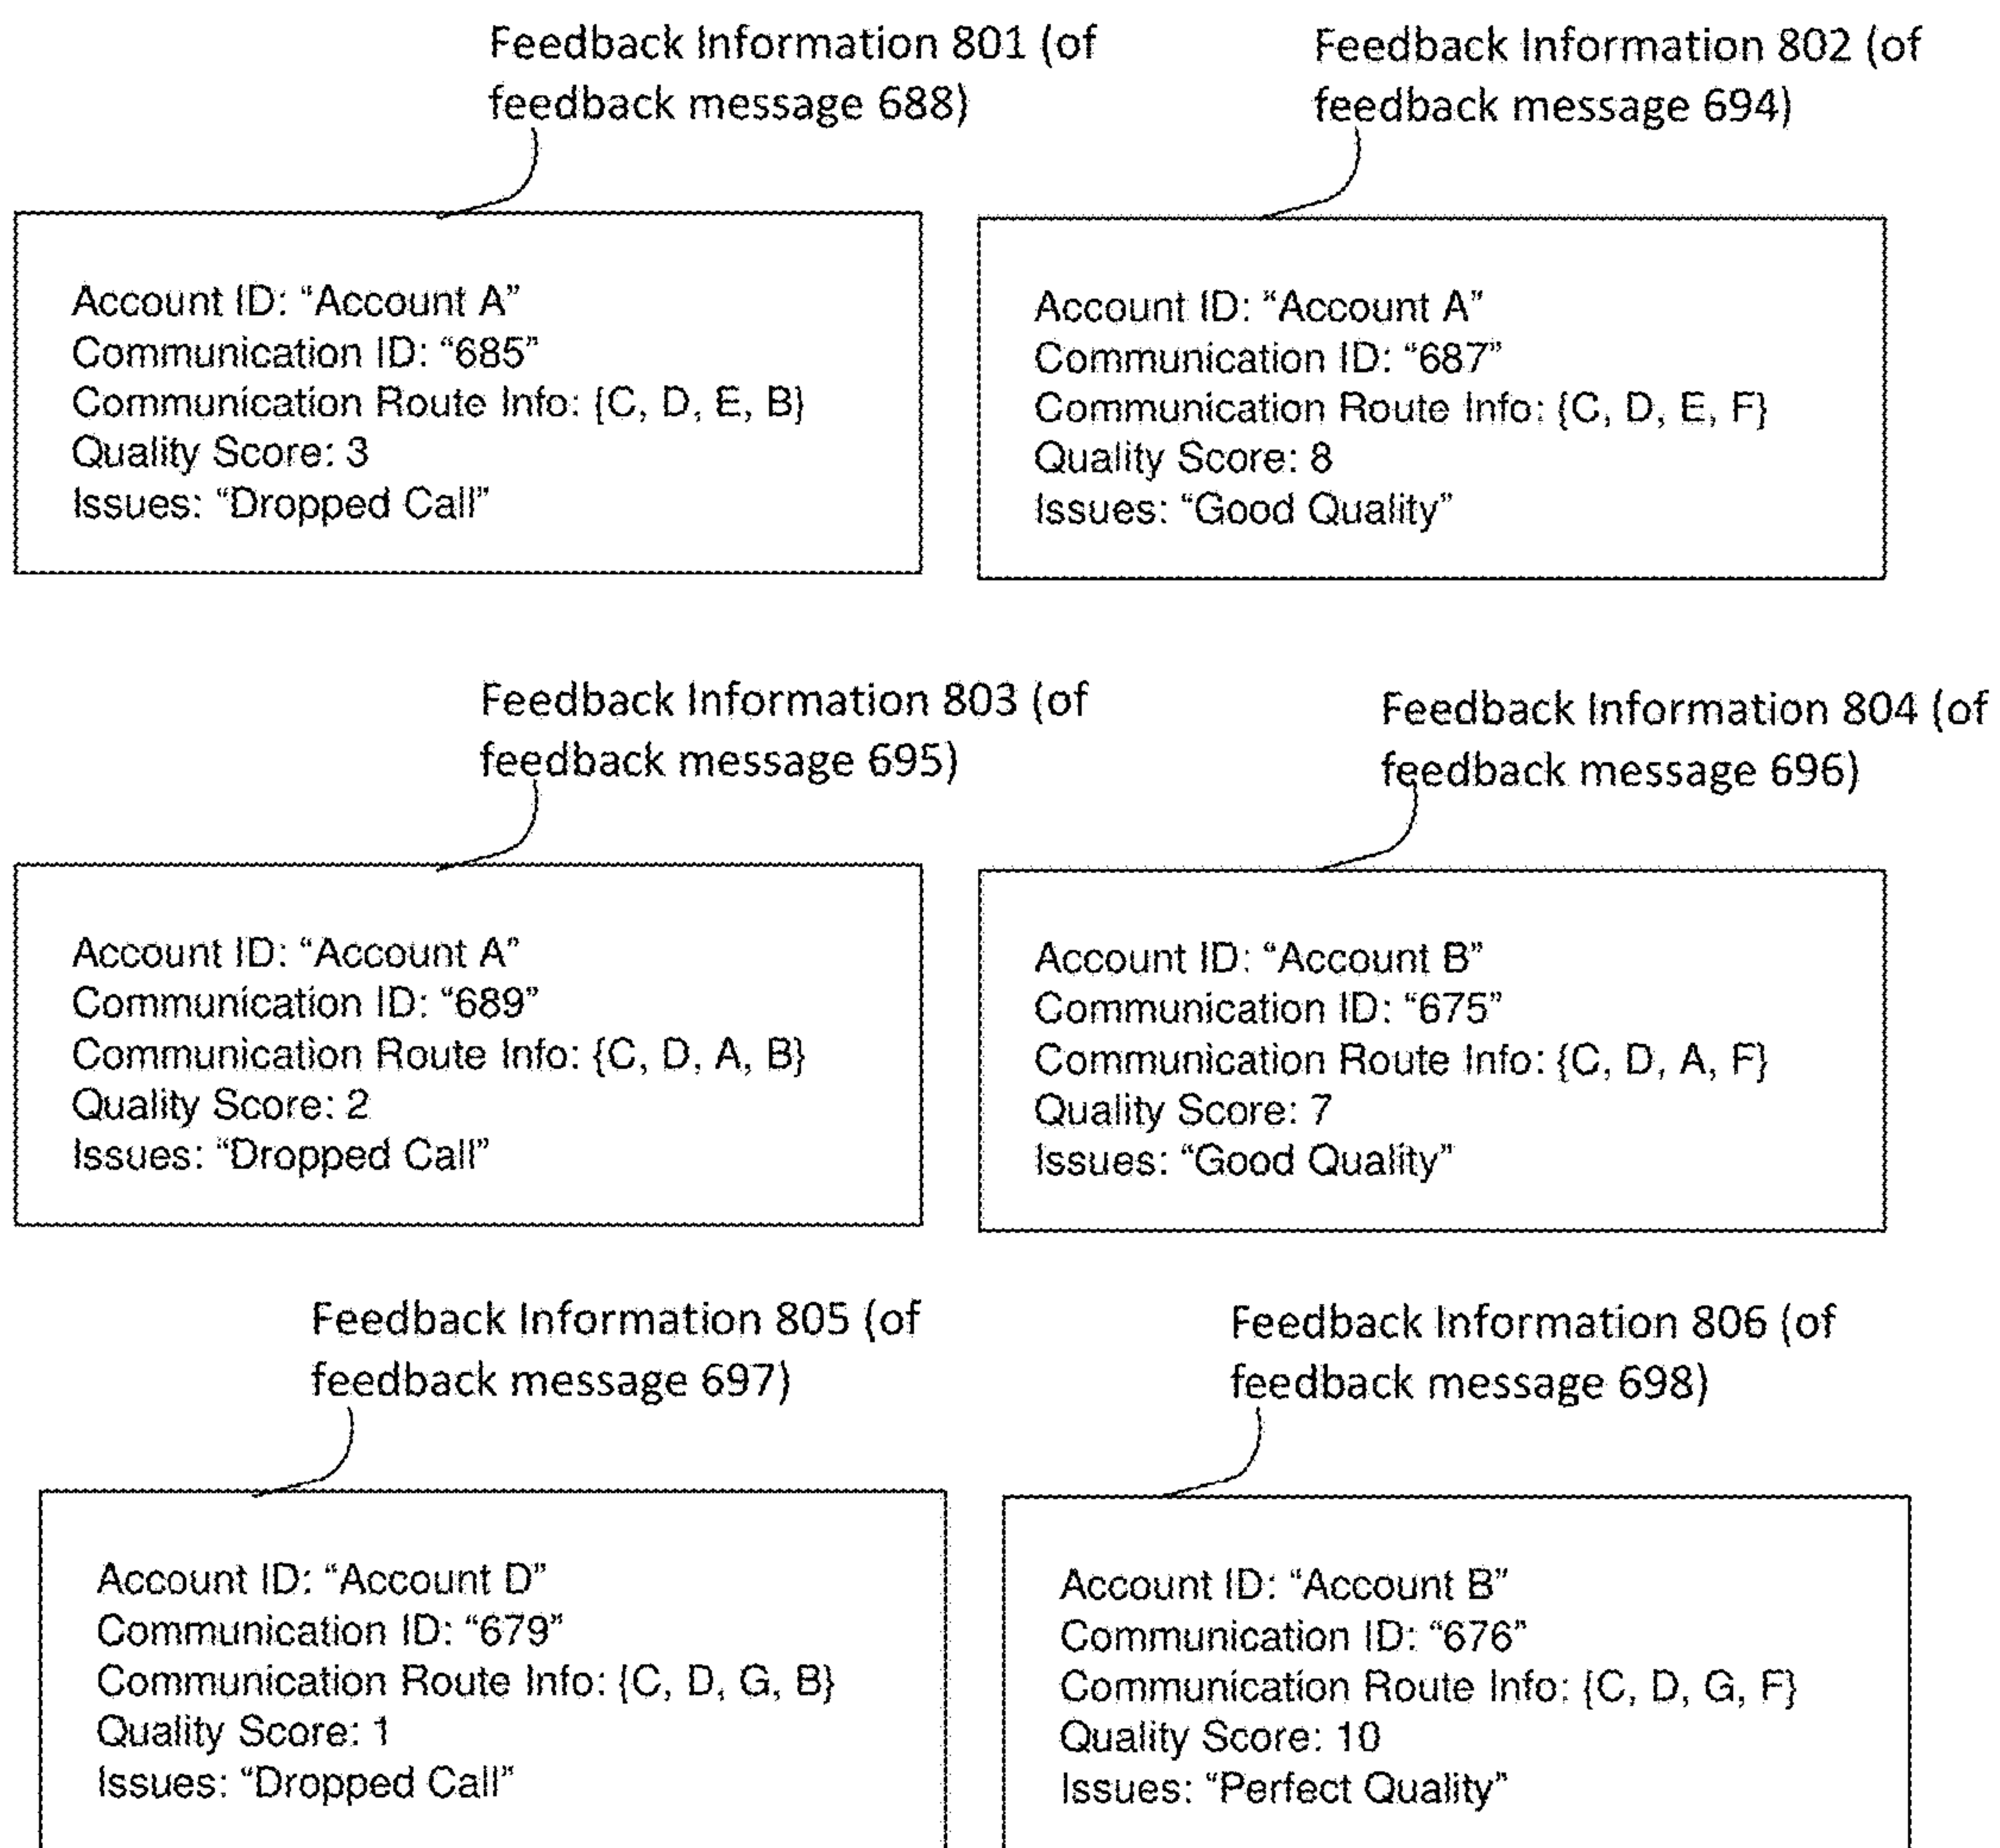 Feedback Information 801 (of
feedback message 688)
Feedback Information 802 (of
feedback message 694)
Account ID: “Account A”
Communication ID: “685”
Communication Route Info: {C, D, E, B}
Quality Score: 3
Issues: “Dropped Call”
Account ID: “Account A”
Communication ID: “687”
Communication Route Info: {C, D, E, F}
Quality Score: 8
Issues: “Good Quality”
Feedback Information 803 (of
feedback message 695)
Feedback Information 804 (of
feedback message 696)
Account ID: “Account A”
Communication ID: “689”
Communication Route Info: {C, D, A, B}
Quality Score: 2
Issues: “Dropped Call”
Account ID: “Account B”
Communication ID: “675”
Communication Route Info: {C, D, A, F}
Quality Score: 7
Issues: “Good Quality”
Feedback Information 805 (of
feedback message 697)
Feedback Information 806 (of
feedback message 698)
Account ID: “Account D”
Communication ID: “679”
Communication Route Info: {C, D, G, B}
Quality Score: 1
Issues: “Dropped Call”
Account ID: “Account B”
Communication ID: “676”
Communication Route Info: {C, D, G, F}
Quality Score: 10
Issues: “Perfect Quality”